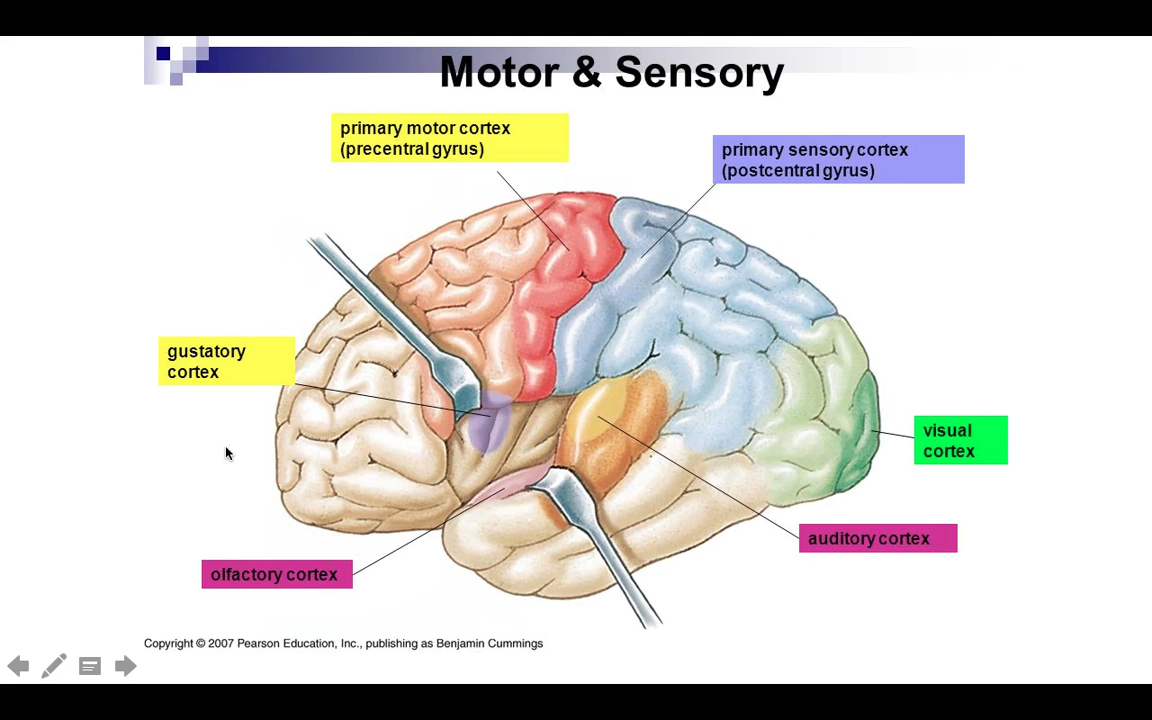 Motor & Sensory
primary motor cortex
(precentral gyrus)
primary sensory cortex
(postcentral gyrus)
gustatory
cortex
visual
cortex
auditory cortex
olfactory cortex
Copyright © 2007 Pearson Education, Inc., publishing as Benjamin Cummings